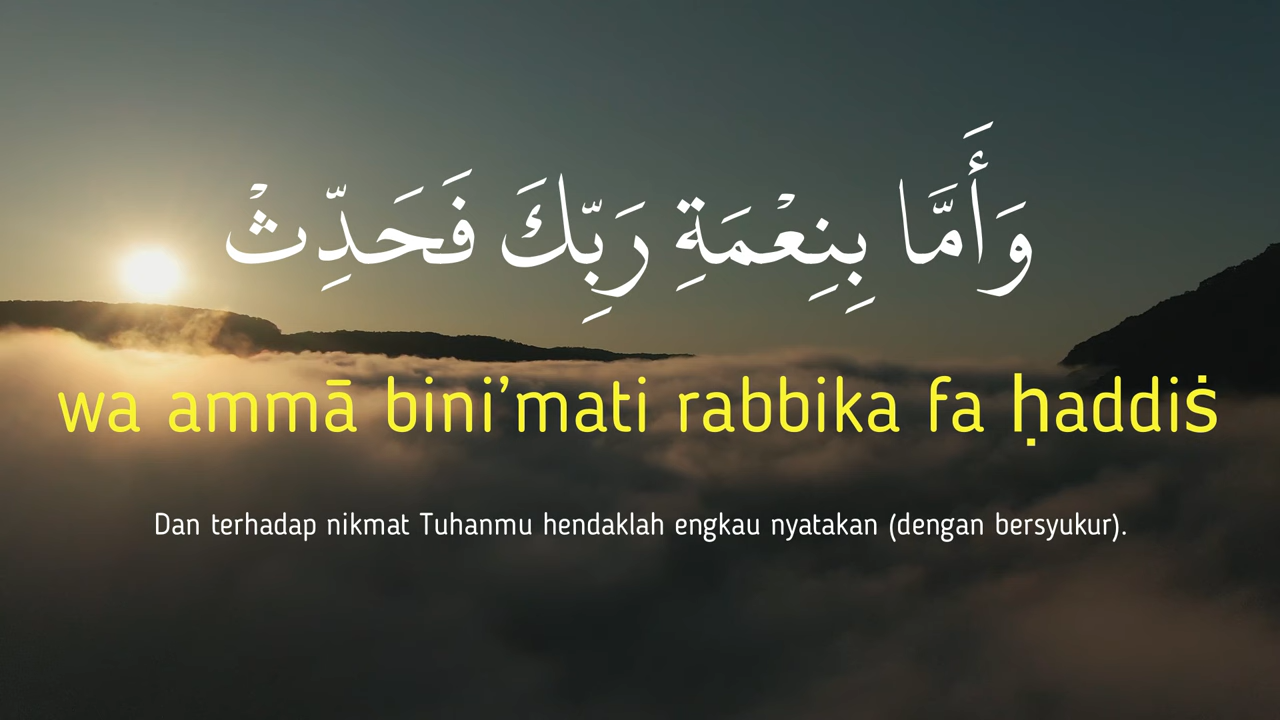 وَأَمَّا بِنِعْمَةِ رَبِّكَ فَحَدِّثْ
wa ammā bini’mati rabbika fa ḥaddiṡ
Dan terhadap nikmat Tuhanmu hendaklah engkau nyatakan (dengan bersyukur).